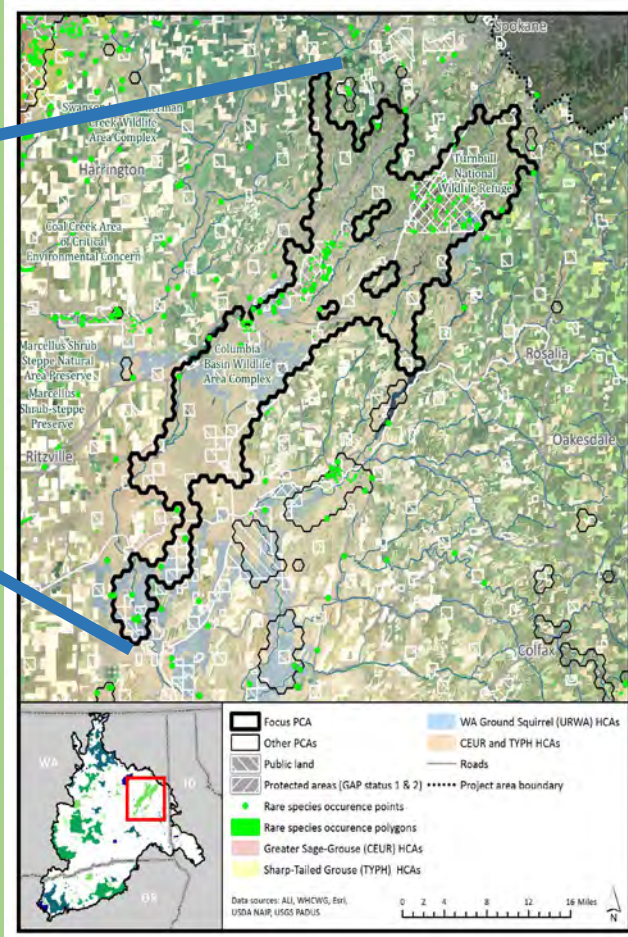 Spokane
Creek Wildlife
Area Complex
Harrington
Turnbull
National
Wildlife Refuge
Coal Creek Area
of Critical
Environmental Concern
Marcellus Shrub
Steppe Natural
Area Preserve
Marcellus
Shrub-steppe
Preserve
Columbia
Basin Wildlife
Area Complex
Rosalia
Ritzville
Oakesdale
Colfax
WA
ID
OR
Focus PCA
Other PCAs
Public land
Protected areas (GAP status 1 & 2)
Rare species occurence points
Rare species occurence polygons
Greater Sage-Grouse (CEUR) HCAs
Sharp-Tailed Grouse (TYPH) HCAs
WA Ground Squirrel (URWA) HCAs
CEUR and TYPH HCAs
Roads
Project area boundary
Data sources: ALI, WHCWG, Esri,
USDA NAIP, USGS PADUS
0 2 4 8 12 16 Miles
N